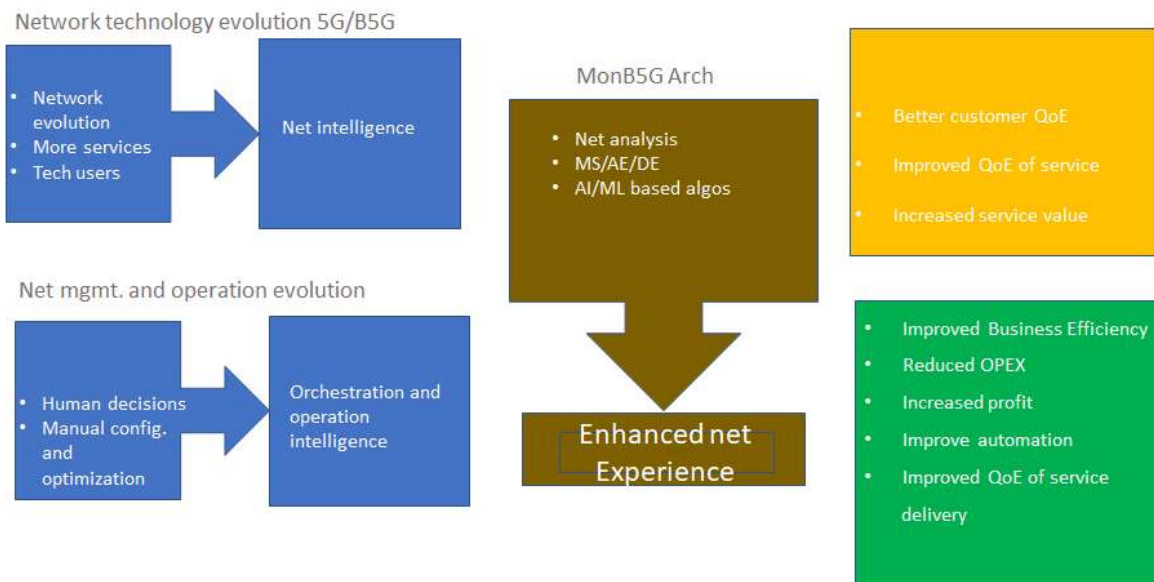 Network technology evolution 5G/B5G
• Network
evolution
• More services
• Tech users
Net intelligence
Net mgmt. and operation evolution
• Human decisions
• Manual config.
and
optimization
Orchestration and
operation
intelligence
MonB5G Arch
• Net analysis
• MS/AE/DE
• AI/ML based algos
Enhanced net
Experience
• Better customer QoE
• Improved QoE of service
• Increased service value
• Improved Business Efficiency
• Reduced OPEX
• Increased profit
• Improve automation
• Improved QoE of service
delivery